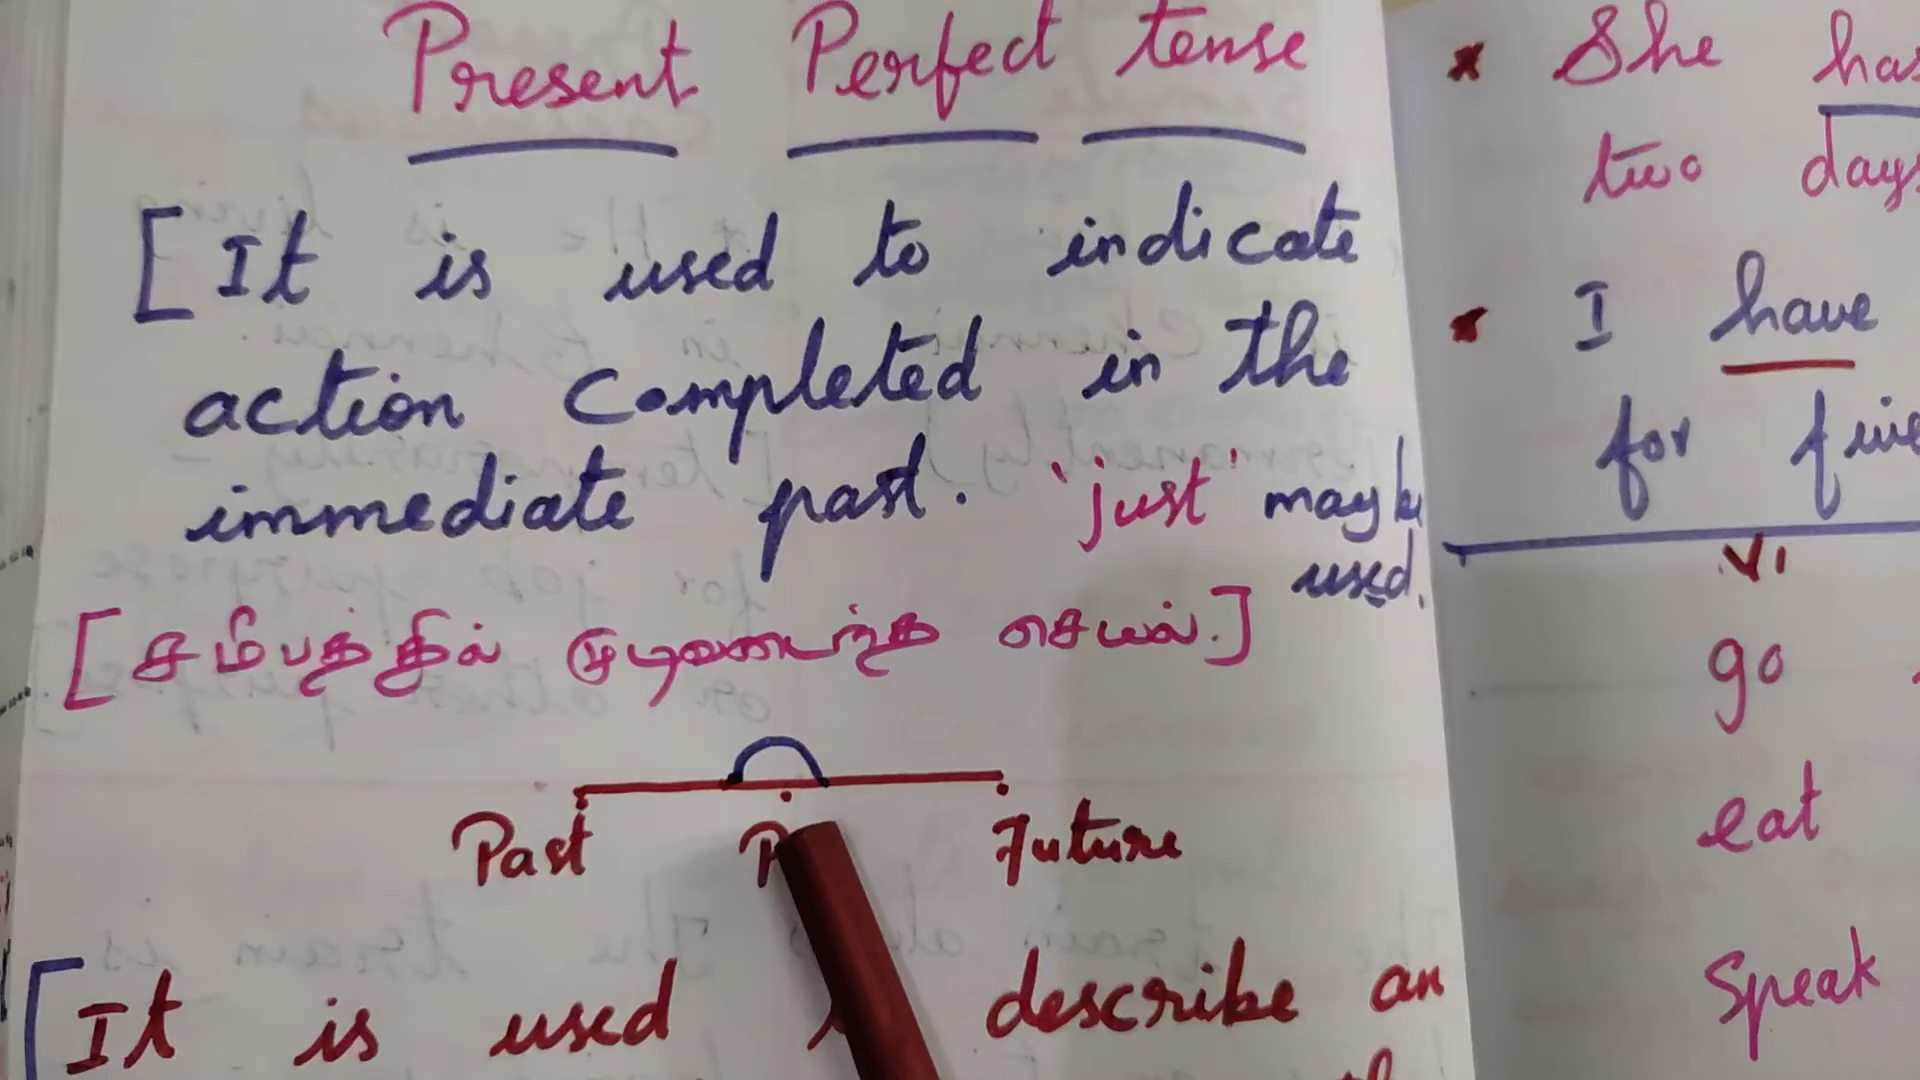 Present Perfect tense
[It is used to indicate
action completed in the
immediate past. 'just' may be
used.
[சமீபத்தில் முடிவடைந்த செயல்.]
Past Future
[It is used describe an
* She
two days
* I have
for
V1
go
eat
speak